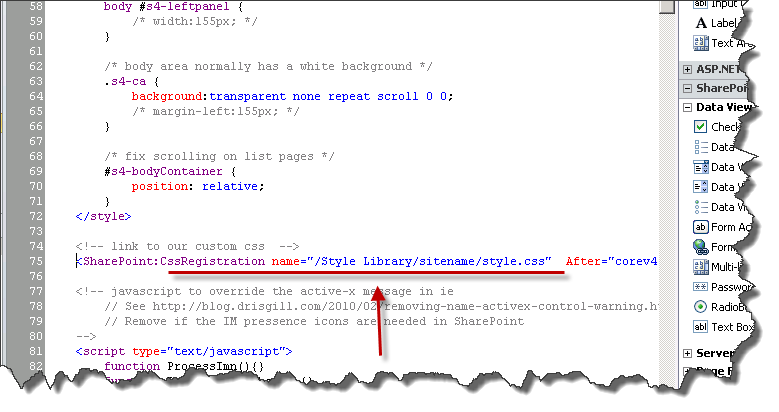 58 body #s4-leftpanel {
59 /* width:155px; */
60 }
61
62 /* body area normally has a white background */
63 .s4-ca {
64 background:transparent none repeat scroll 0 0;
65 /* margin-left:155px; */
66 }
67
68 /* fix scrolling on list pages */
69 #s4-bodyContainer {
70 position: relative;
71 }
72 </style>
73
74 <!-- link to our custom css  -->
75 <SharePoint:CssRegistration name="/Style Library/sitename/style.css"  After="corev4
76
77 <!-- javascript to override the active-x message in ie
78 // See http://blog.drisgill.com/2010/02/removing-name-activex-control-warning.h
79 // Remove if the IM pressence icons are needed in SharePoint
80 -->
81 <script type="text/javascript">
82 function ProcessImn(){}
Input
Label
Text Ar
ASP.NET
SharePoin
Data View
Check
Data
Data V
Data V
Data Vi
Form Ac
Form
Multi-l
Passwor
RadioB
Text Box
Server
Page F